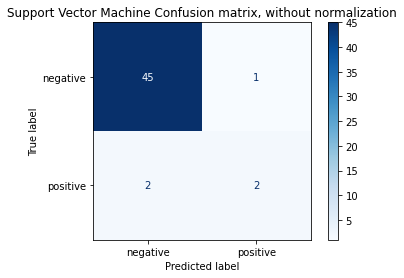 Support Vector Machine Confusion matrix, without normalization
negative
positive
True label
45
1
2
2
negative
positive
Predicted label
45
40
35
30
25
20
15
10
5